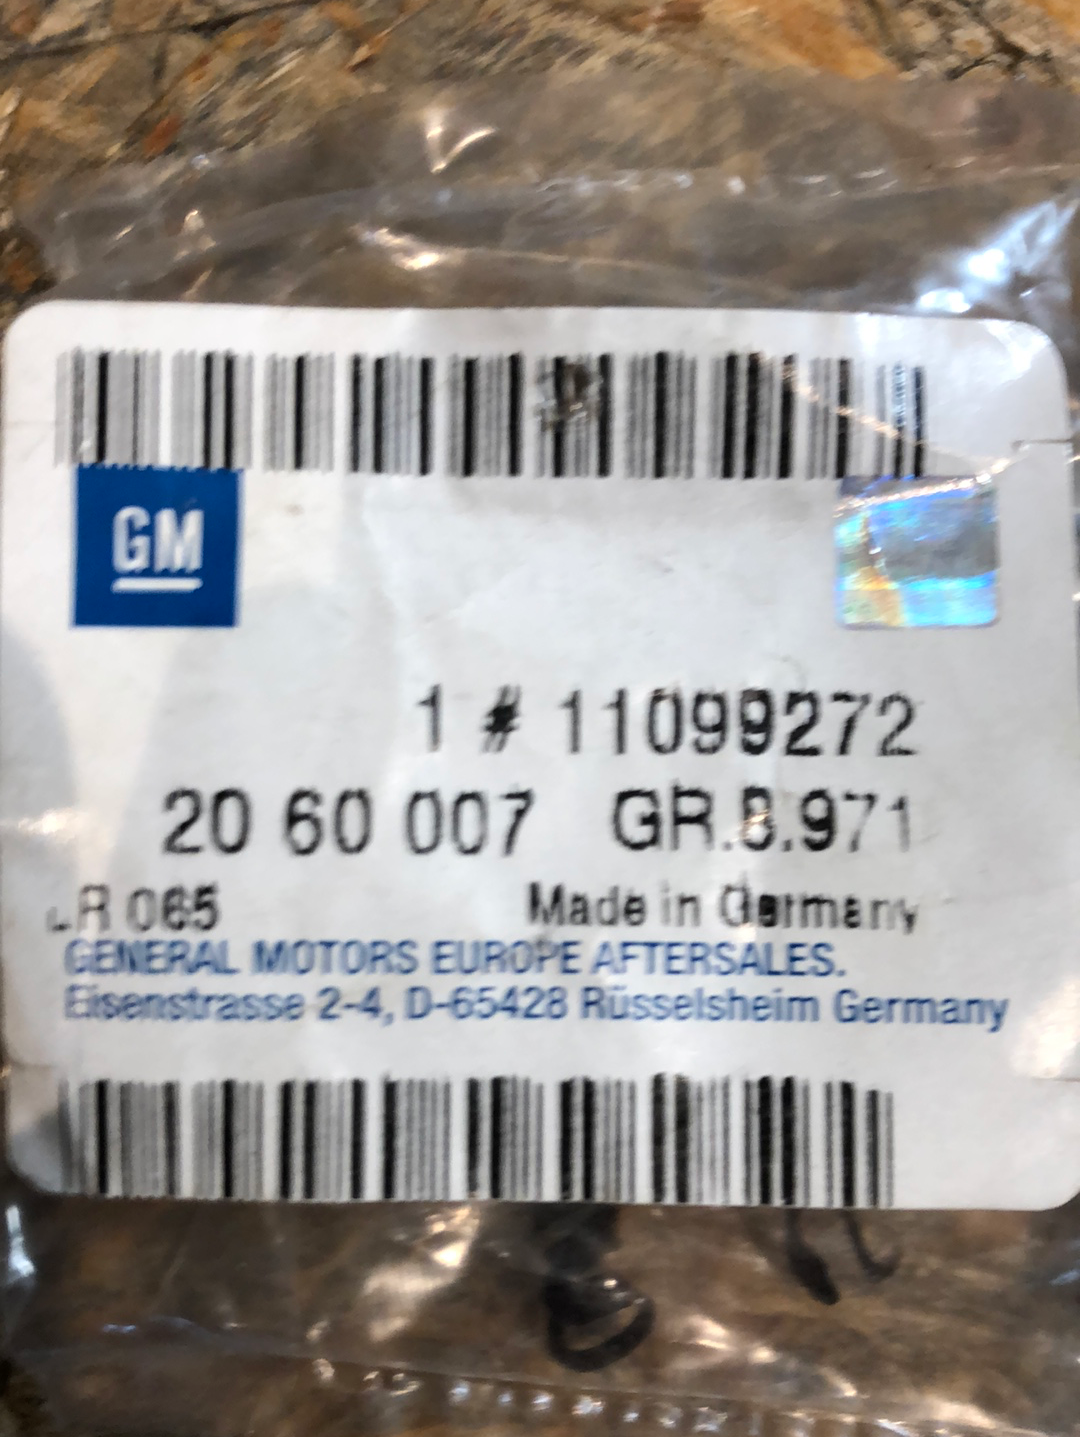 GM
1 # 11099272
20 60 007 GR.8.971
LR 065 Made in Germany
GENERAL MOTORS EUROPE AFTERSALES.
Eisenstrasse 2-4, D-65428 Rüsselsheim Germany